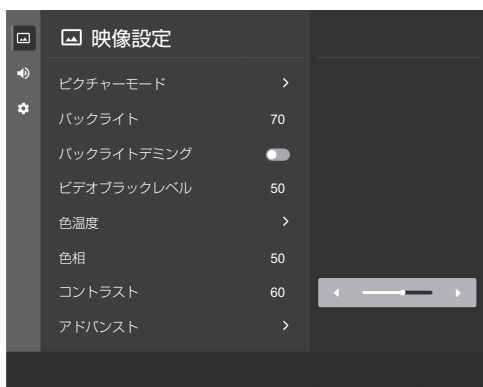 映像設定
ピクチャーモード
バックライト 70
バックライトデミング
ビデオブラックレベル 50
色温度
色相 50
コントラスト 60
アドバンスト